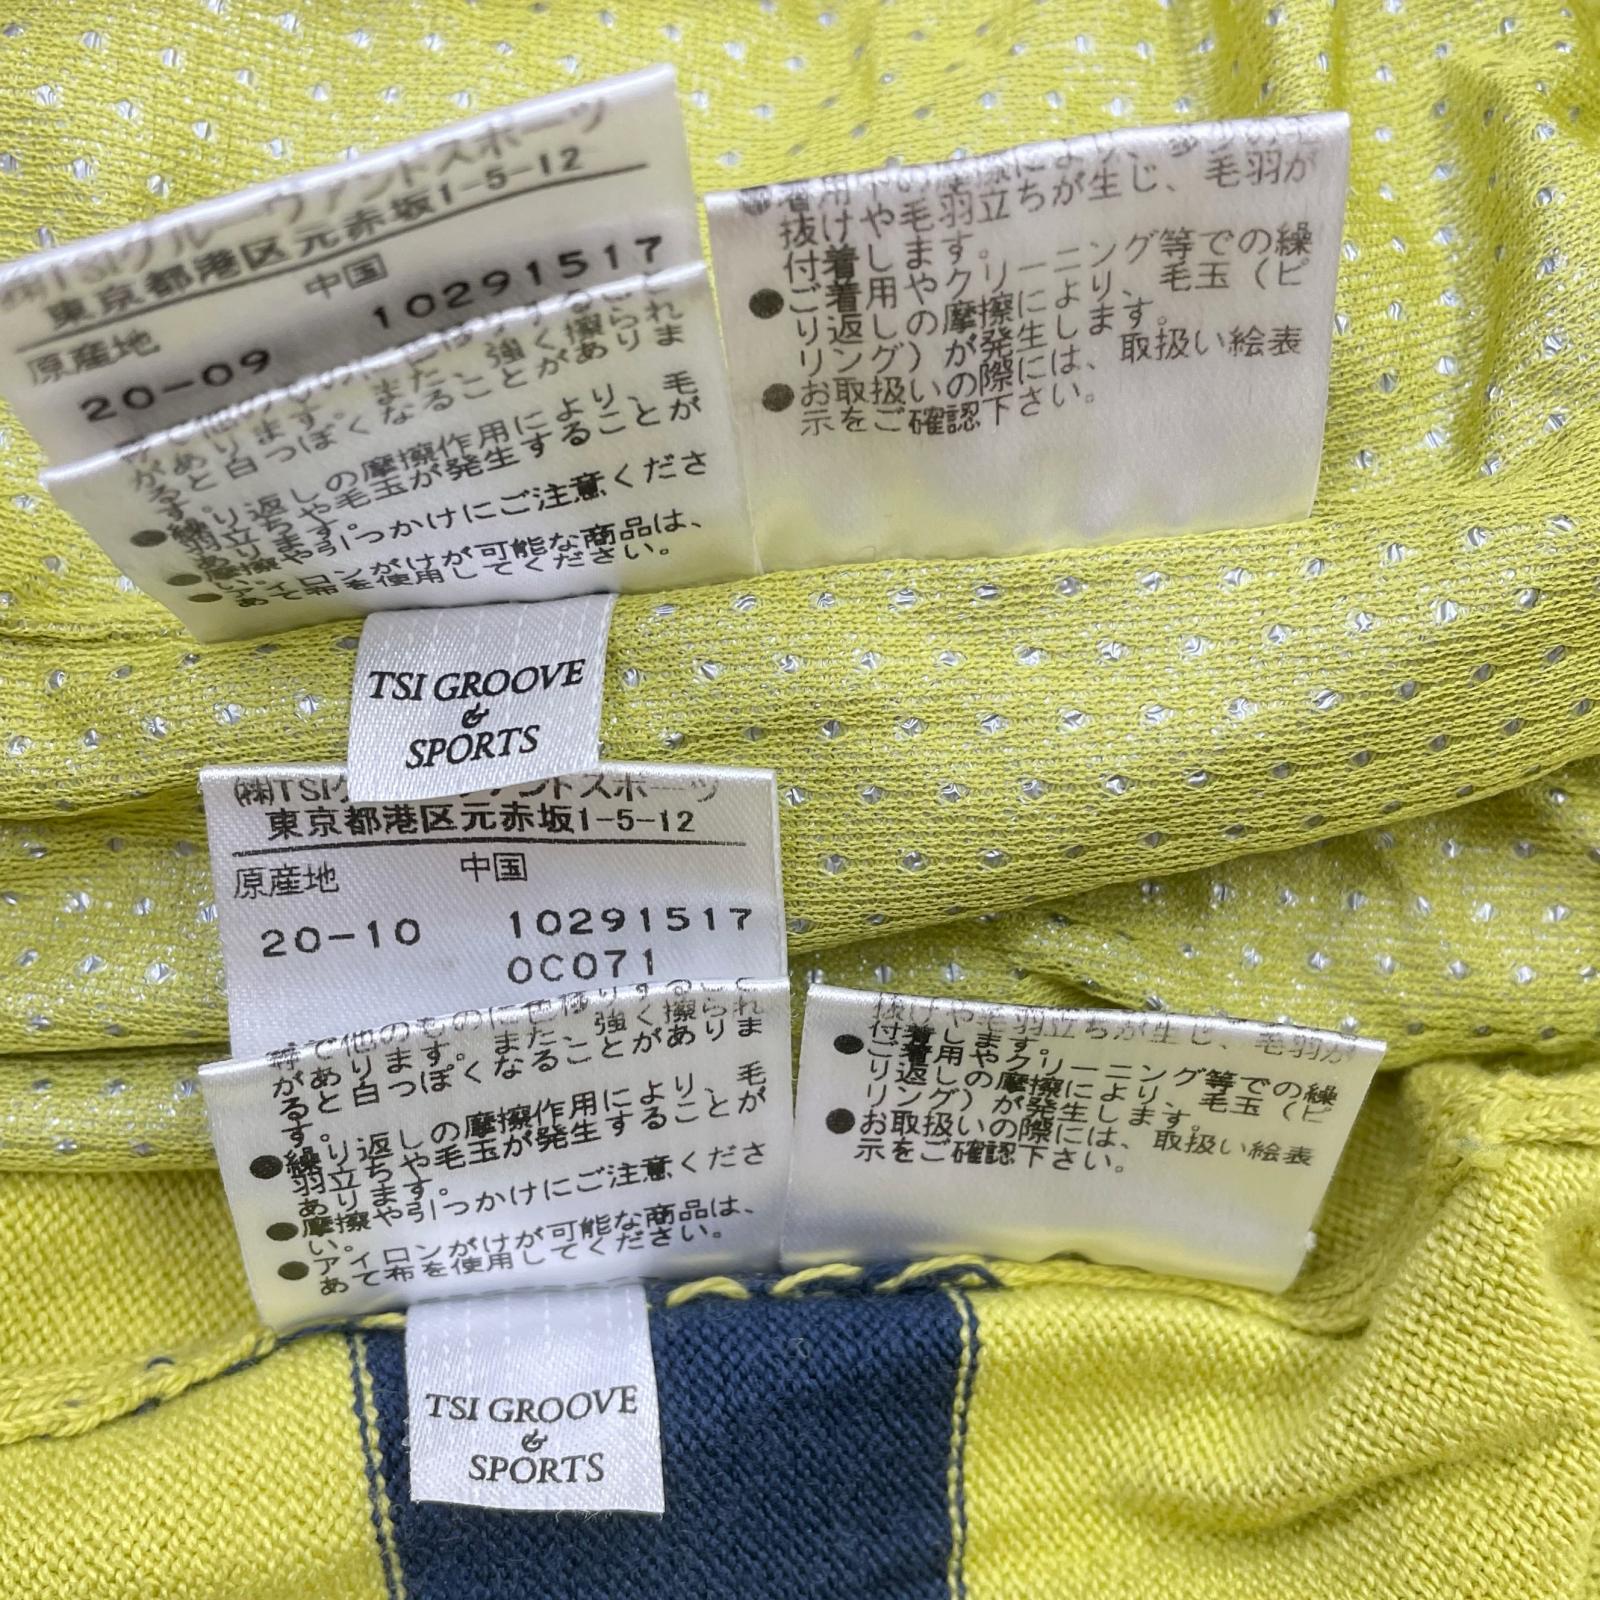 ㈱TSIグルーヴァンドスポーツ
東京都港区元赤坂1-5-12
原産地 中国
20-09 10291517
があります。また、強く擦られ
ると白っぽくなることがありま
す。
●繰り返しの摩擦作用により、毛
羽立ちや毛玉が発生することが
あります。
●摩擦や引っかけにご注意くださ
い。
●アイロンがけが可能な商品は、
あて布を使用してください。
TSI GROOVE
&
SPORTS
抜けや毛羽立ちが生じ、毛羽が
付着します。
●ご着用やクリーニング等での繰
り返しの摩擦により、毛玉（ピ
リング）が発生します。
●お取扱いの際には、取扱い絵表
示をご確認下さい。
㈱TSIグ ヴァンドスポーツ
東京都港区元赤坂1-5-12
原産地 中国
20-10 10291517
0C071
等で他のものに色移りすること
があります。また、強く擦られ
ると白っぽくなることがありま
す。
●繰り返しの摩擦作用により、毛
羽立ちや毛玉が発生することが
あります。
●摩擦や引っかけにご注意くださ
い。
●アイロンがけが可能な商品は、
あて布を使用してください。
TSI GROOVE
&
SPORTS
抜けや毛羽立ちが生じ、毛羽が
付着します。
●ご着用やクリーニング等での繰
り返しの摩擦により、毛玉（ピ
リング）が発生します。
●お取扱いの際には、取扱い絵表
示をご確認下さい。